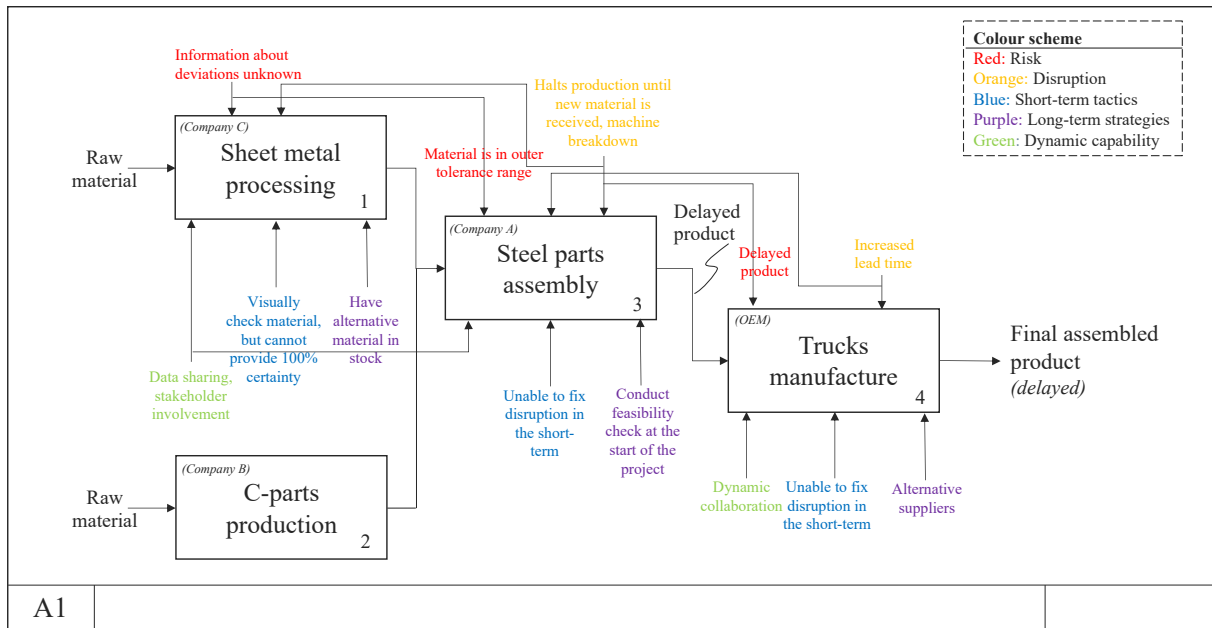 Colour scheme
Red: Risk
Orange: Disruption
Blue: Short-term tactics
Purple: Long-term strategies
Green: Dynamic capability
Information about
deviations unknown
Halts production until
new material is
received, machine
breakdown
(Company C)
Sheet metal
processing
1
Raw
material
Material is in outer
tolerance range
Delayed
product
(Company A)
Steel parts
assembly
3
Delayed
product
Increased
lead time
Visually
check material,
but cannot
provide 100%
certainty
Have
alternative
material in
stock
Data sharing,
stakeholder
involvement
(OEM)
Trucks
manufacture
4
Final assembled
product
(delayed)
Unable to fix
disruption in
the short-
term
Conduct
feasibility
check at the
start of the
project
(Company B)
C-parts
production
2
Raw
material
Dynamic
collaboration
Unable to fix
disruption in
the short-term
Alternative
suppliers
A1